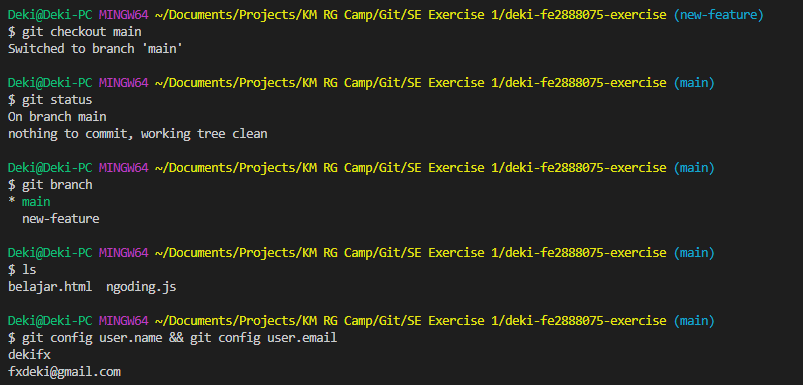 Deki@Deki-PC MINGW64 ~/Documents/Projects/KM RG Camp/Git/SE Exercise 1/deki-fe2888075-exercise (new-feature)
$ git checkout main
Switched to branch 'main'
Deki@Deki-PC MINGW64 ~/Documents/Projects/KM RG Camp/Git/SE Exercise 1/deki-fe2888075-exercise (main)
$ git status
On branch main
nothing to commit, working tree clean
Deki@Deki-PC MINGW64 ~/Documents/Projects/KM RG Camp/Git/SE Exercise 1/deki-fe2888075-exercise (main)
$ git branch
* main
  new-feature
Deki@Deki-PC MINGW64 ~/Documents/Projects/KM RG Camp/Git/SE Exercise 1/deki-fe2888075-exercise (main)
$ ls
belajar.html  ngoding.js
Deki@Deki-PC MINGW64 ~/Documents/Projects/KM RG Camp/Git/SE Exercise 1/deki-fe2888075-exercise (main)
$ git config user.name && git config user.email
dekifx
fxdeki@gmail.com